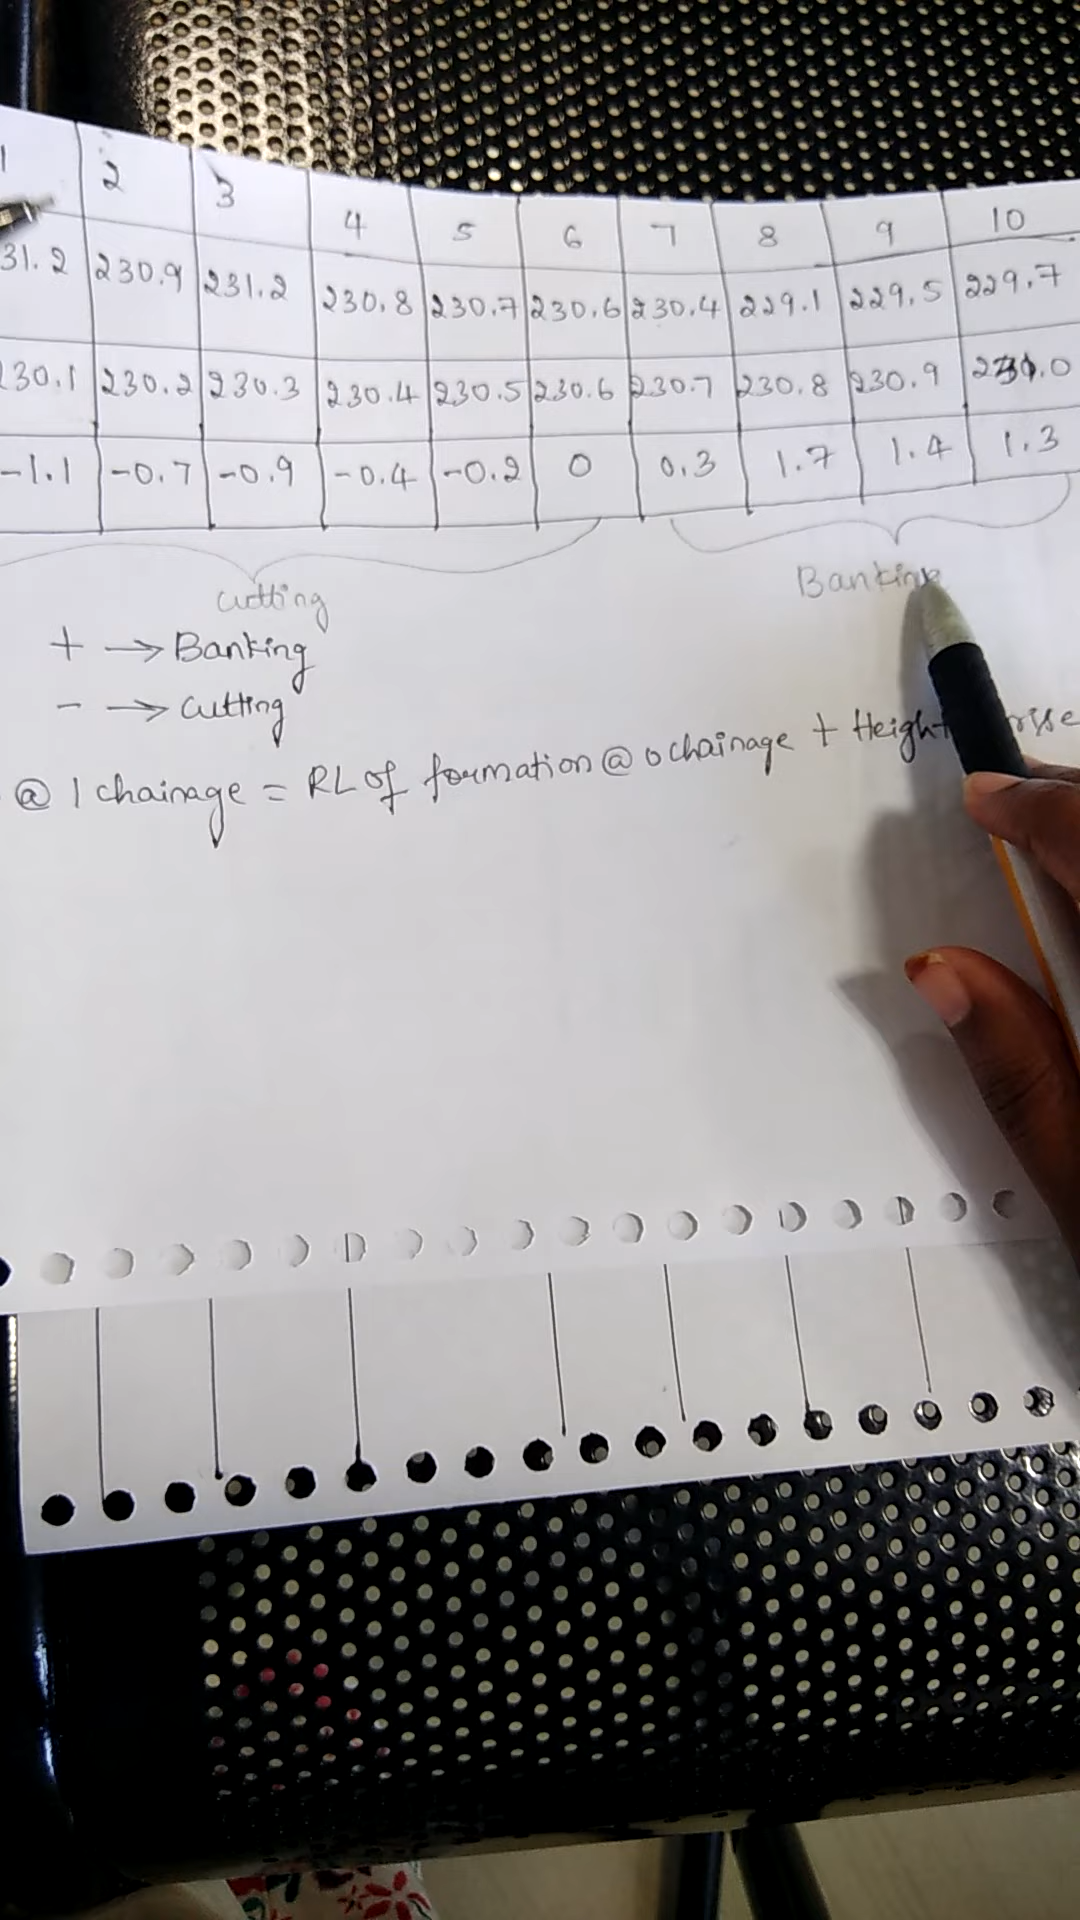 1 2 3 4 5 6 7 8 9 10
31.2 230.9 231.2 230.8 230.7 230.6 230.4 229.1 229.5 229.7
230.1 230.2 230.3 230.4 230.5 230.6 230.7 230.8 230.9 231.0
-1.1 -0.7 -0.9 -0.4 -0.2 0 0.3 1.7 1.4 1.3
cutting Banking
+ → Banking
- → cutting
@ 1 chainage = RL of formation @ 0 chainage + Height rise